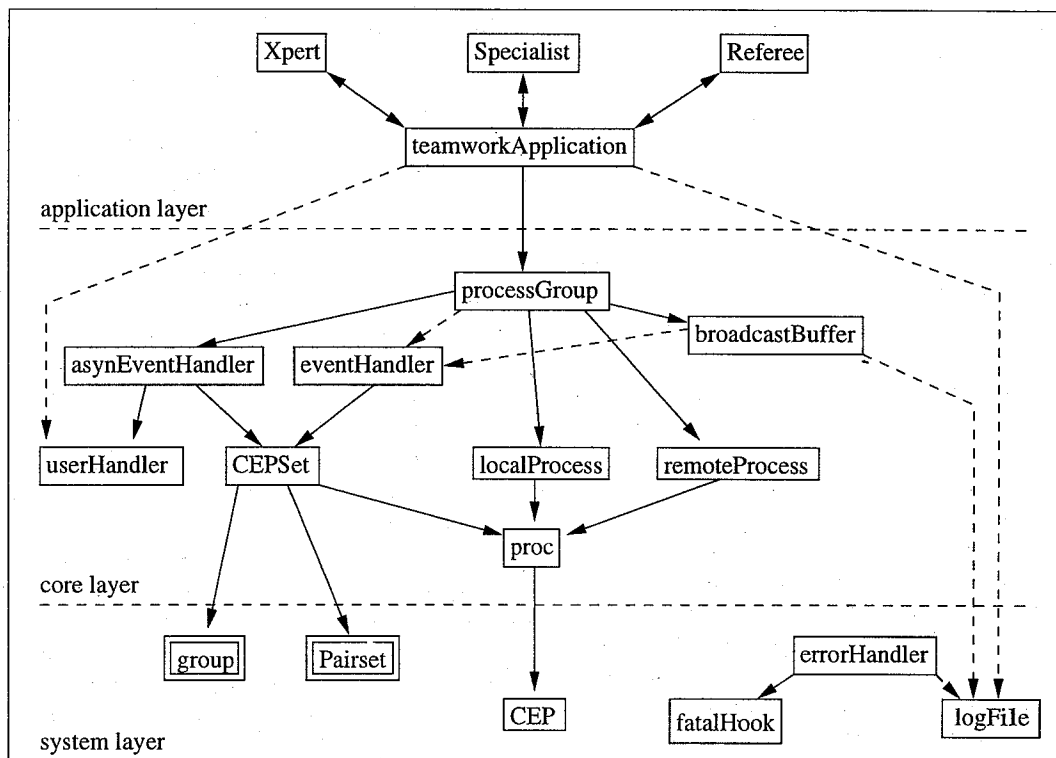 Xpert
Specialist
Referee
teamworkApplication
application layer
processGroup
broadcastBuffer
asynEventHandler
eventHandler
userHandler
CEPSet
localProcess
remoteProcess
proc
core layer
group
Pairset
errorHandler
CEP
fatalHook
logFile
system layer